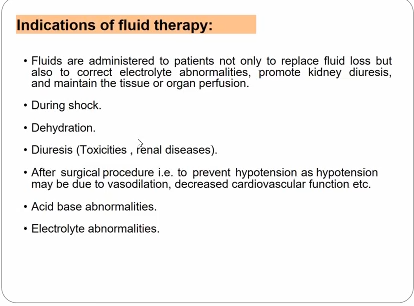 Indications of fluid therapy:
• Fluids are administered to patients not only to replace fluid loss but
also to correct electrolyte abnormalities, promote kidney diuresis,
and maintain the tissue or organ perfusion.
• During shock.
• Dehydration.
• Diuresis (Toxicities , renal diseases).
• After surgical procedure i.e. to prevent hypotension as hypotension
may be due to vasodilation, decreased cardiovascular function etc.
• Acid base abnormalities.
• Electrolyte abnormalities.